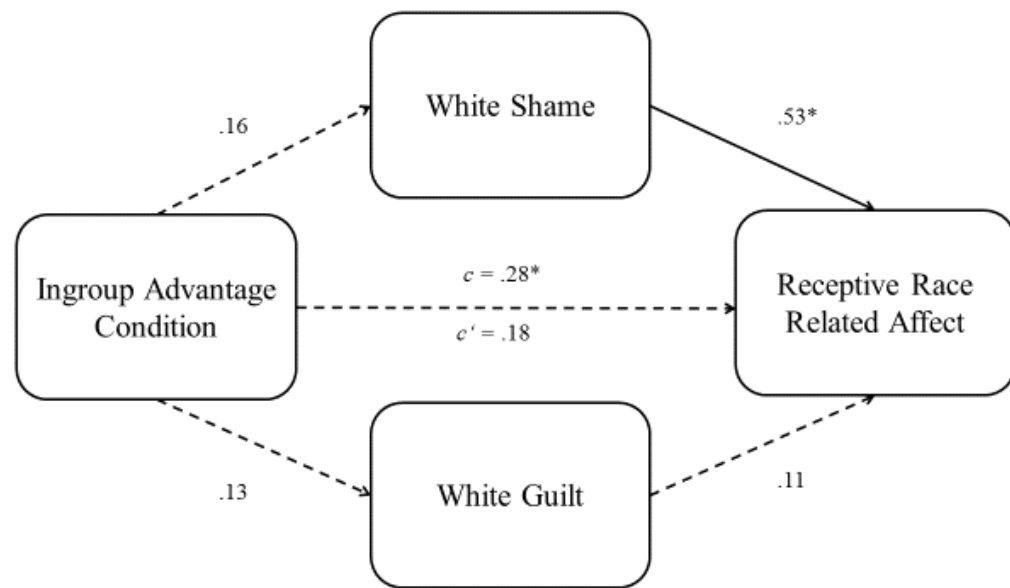 White Shame
.16
.53*
Ingroup Advantage
Condition
c = .28*
c‘ = .18
Receptive Race
Related Affect
.13
White Guilt
.11